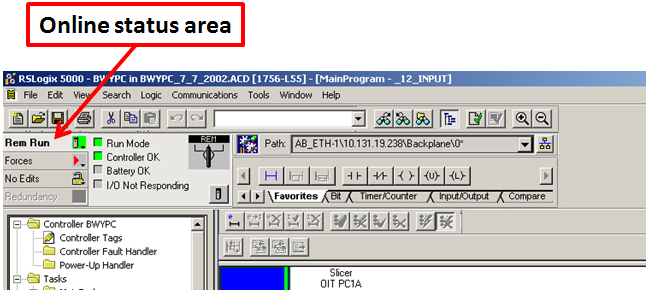 Online status area
RSLogix 5000 - BWYPC in BWYPC_7_7_2002.ACD [1756-L55] - [MainProgram - _12_INPUT]
File Edit View Search Logic Communications Tools Window Help
Rem Run
Forces
No Edits
Redundancy
Run Mode
Controller OK
Battery OK
I/O Not Responding
REM
Path: AB_ETH-1\10.131.19.238\Backplane\0*
Favorites Bit Timer/Counter Input/Output Compare
Controller BWYPC
Controller Tags
Controller Fault Handler
Power-Up Handler
Tasks
Slicer
OIT PC1A